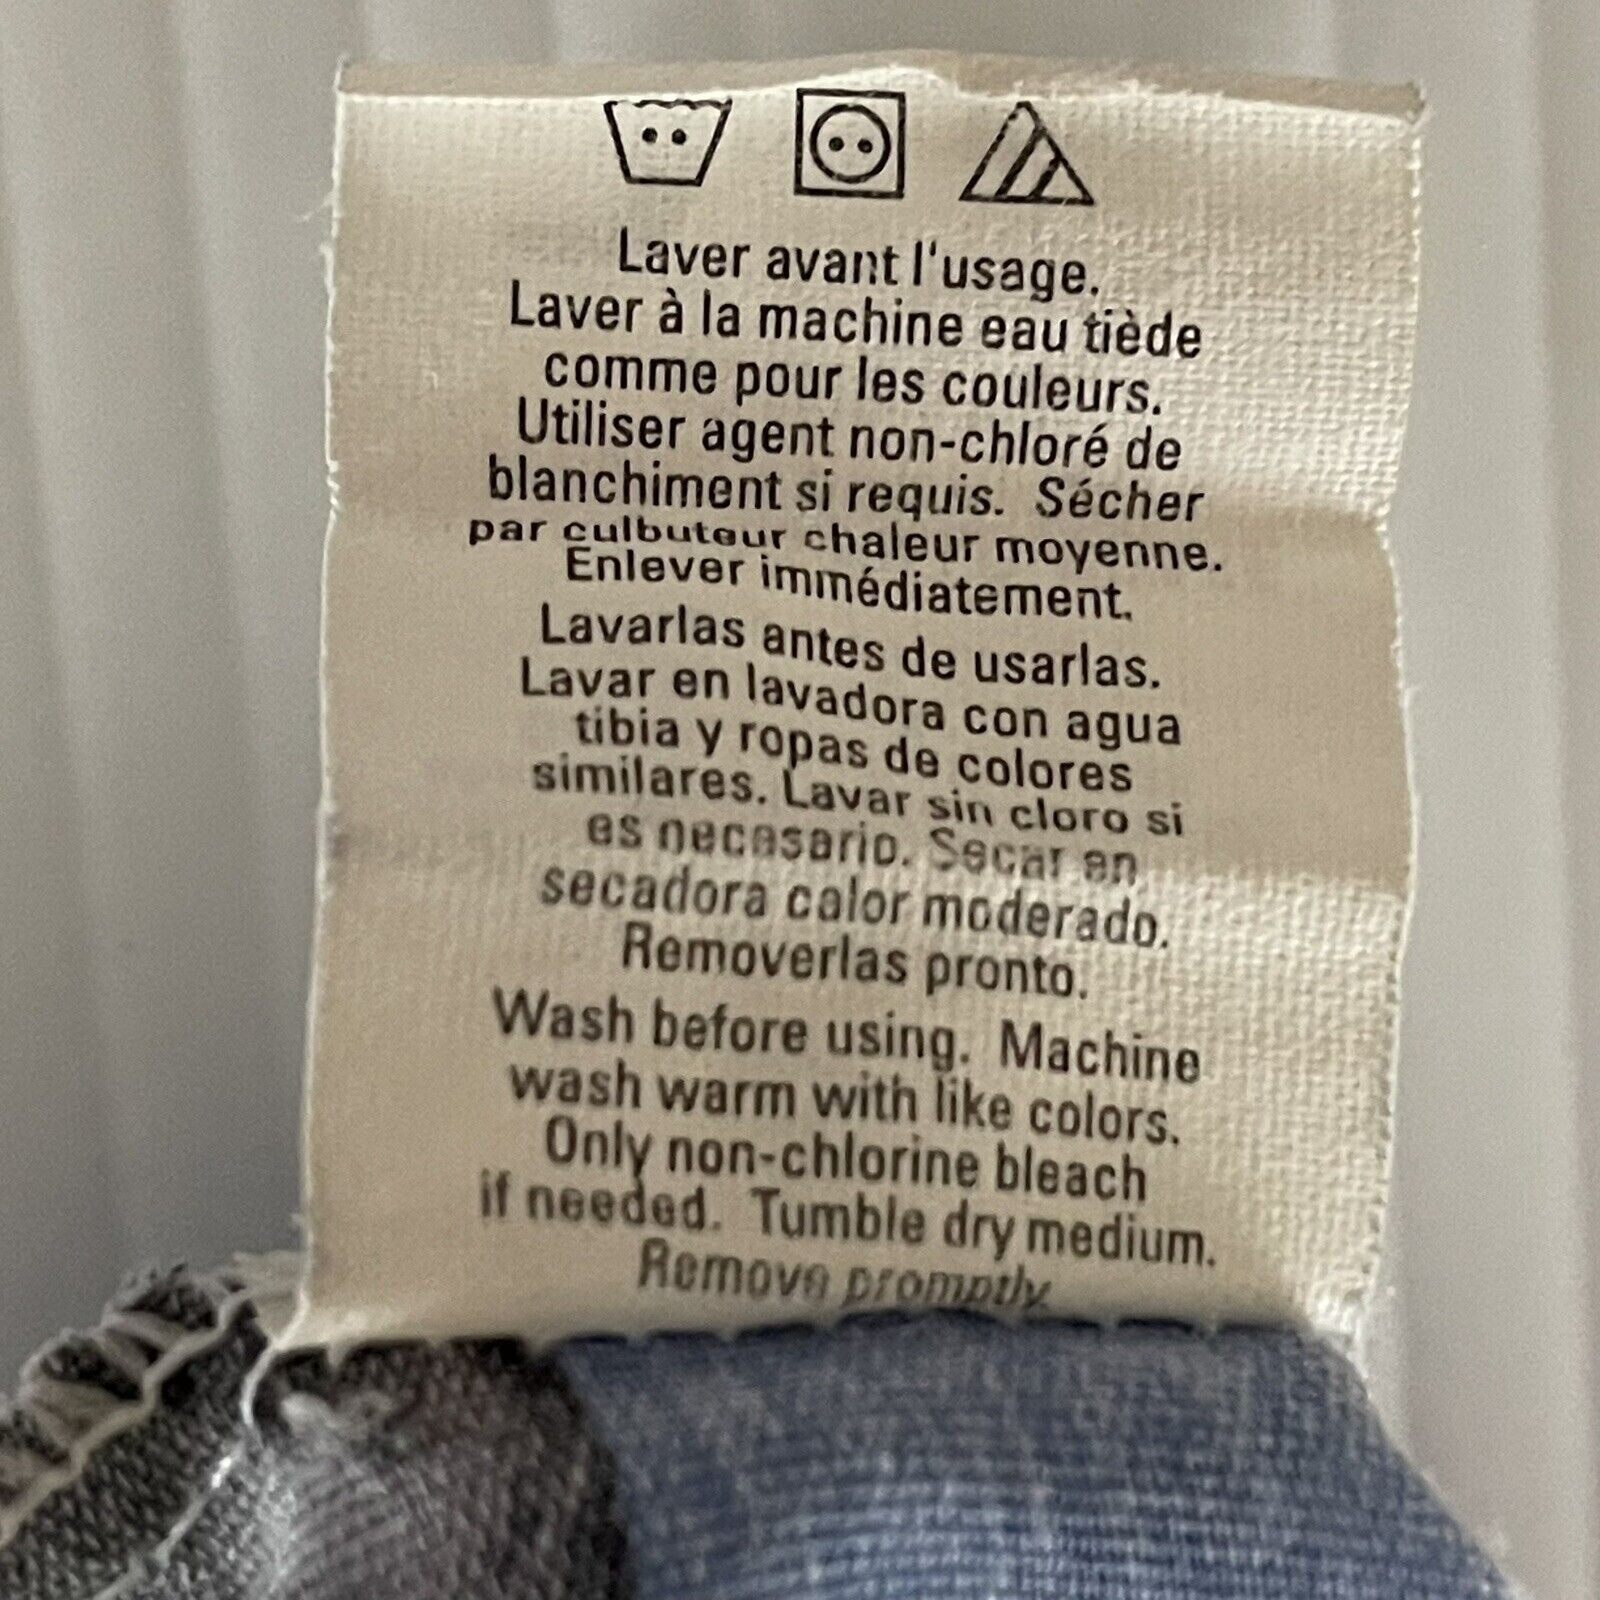 Laver avant l'usage.
Laver à la machine eau tiède
comme pour les couleurs.
Utiliser agent non-chloré de
blanchiment si requis. Sécher
par culbuteur chaleur moyenne.
Enlever immédiatement.
Lavarlas antes de usarlas.
Lavar en lavadora con agua
tibia y ropas de colores
similares. Lavar sin cloro si
es necesario. Secar en
secadora calor moderado.
Removerlas pronto.
Wash before using. Machine
wash warm with like colors.
Only non-chlorine bleach
if needed. Tumble dry medium.
Remove promptly.